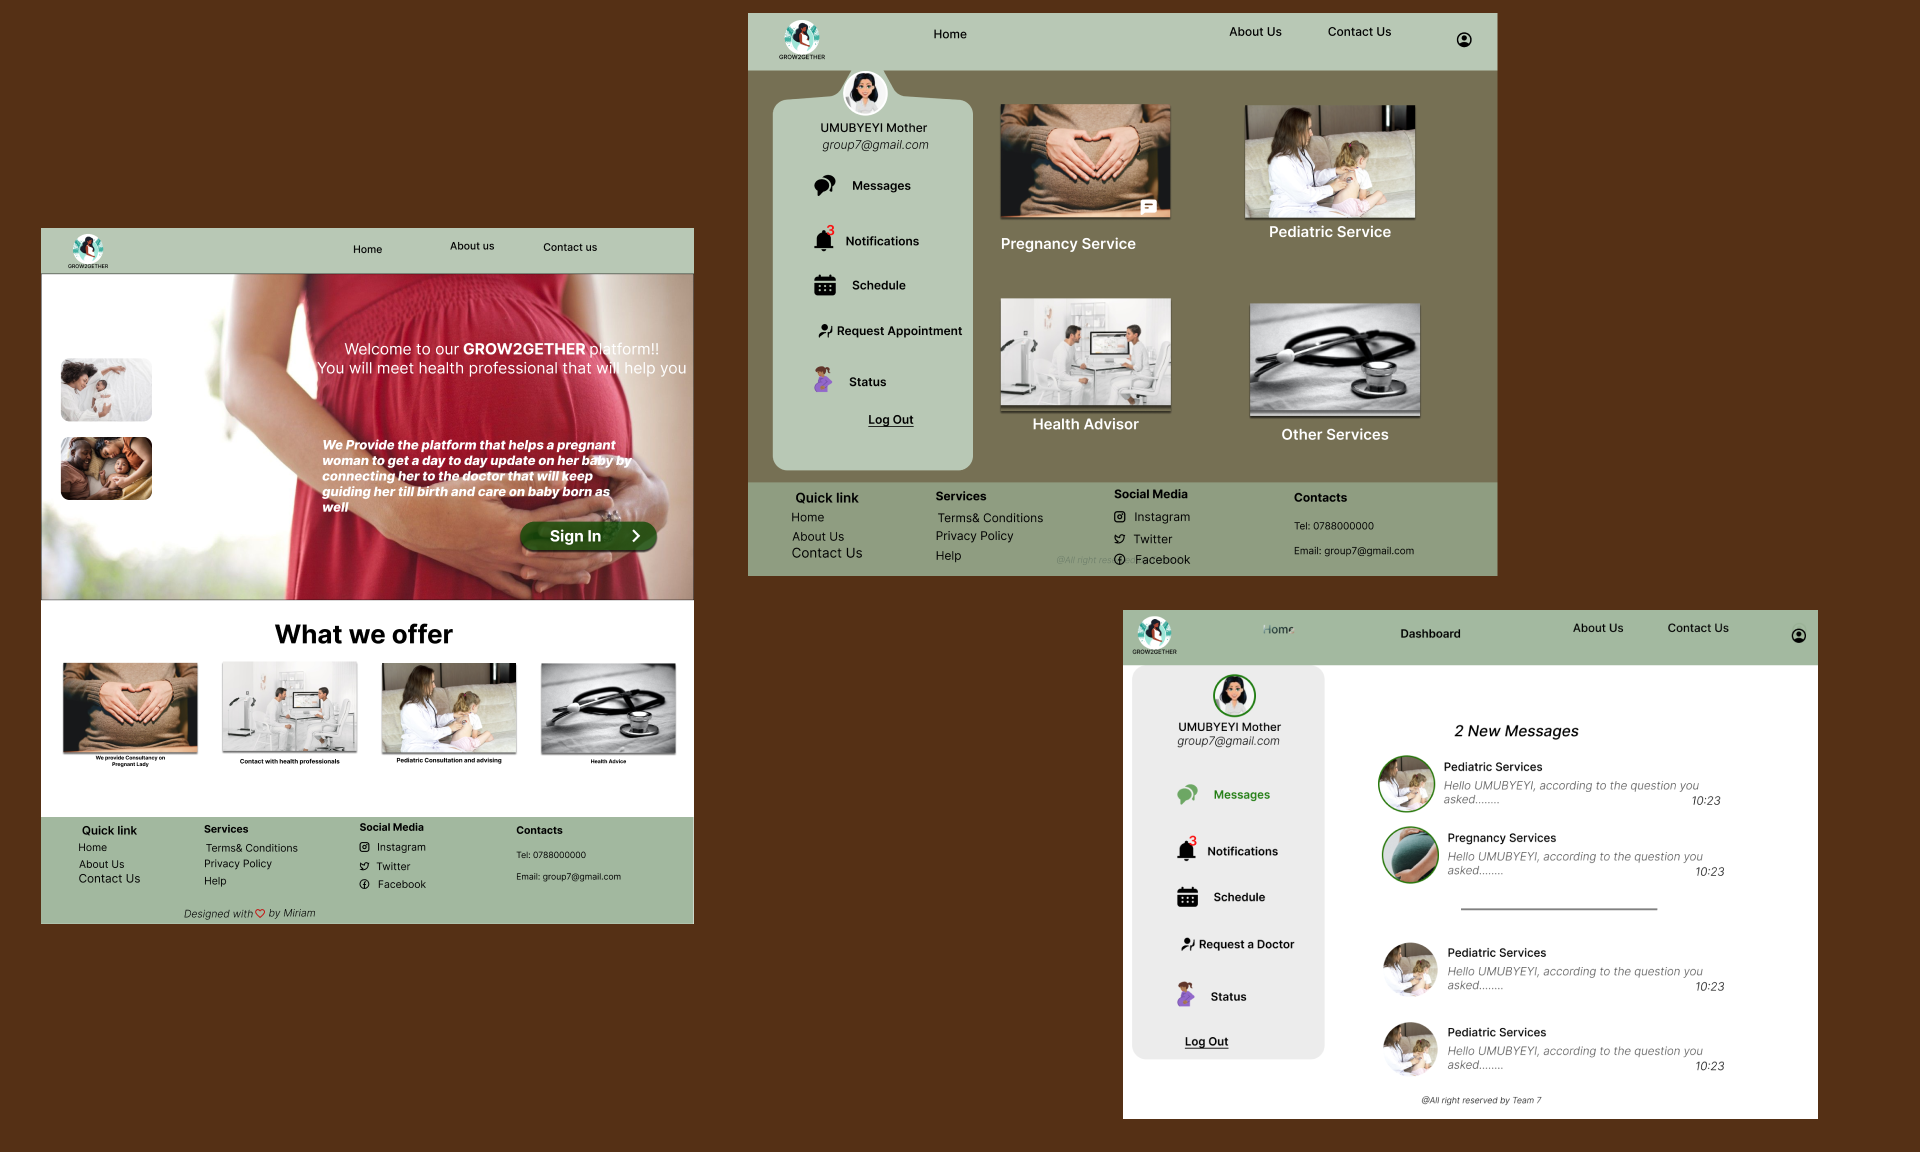 GROW2GETHER
Home
About us
Contact us
Welcome to our GROW2GETHER platform!!
You will meet health professional that will help you
We Provide the platform that helps a pregnant
woman to get a day to day update on her baby by
connecting her to the doctor that will keep
guiding her till birth and care on baby born as
well
Sign In
What we offer
We provide Consultancy on
Pregnant Lady
Contact with health professionals
Pediatric Consultation and advising
Health Advice
Quick link
Home
About Us
Contact Us
Services
Terms& Conditions
Privacy Policy
Help
Social Media
Instagram
Twitter
Facebook
Contacts
Tel: 0788000000
Email: group7@gmail.com
Designed with by Miriam
GROW2GETHER
Home
About Us
Contact Us
UMUBYEYI Mother
group7@gmail.com
Messages
3
Notifications
Schedule
Request Appointment
Status
Log Out
Pregnancy Service
Pediatric Service
Health Advisor
Other Services
Quick link
Home
About Us
Contact Us
Services
Terms& Conditions
Privacy Policy
Help
Social Media
Instagram
Twitter
Facebook
@All right
Contacts
Tel: 0788000000
Email: group7@gmail.com
GROW2GETHER
Home
Dashboard
About Us
Contact Us
UMUBYEYI Mother
group7@gmail.com
Messages
3
Notifications
Schedule
Request a Doctor
Status
Log Out
2 New Messages
Pediatric Services
Hello UMUBYEYI, according to the question you
asked........
10:23
Pregnancy Services
Hello UMUBYEYI, according to the question you
asked........
10:23
Pediatric Services
Hello UMUBYEYI, according to the question you
asked........
10:23
Pediatric Services
Hello UMUBYEYI, according to the question you
asked........
10:23
@All right reserved by Team 7